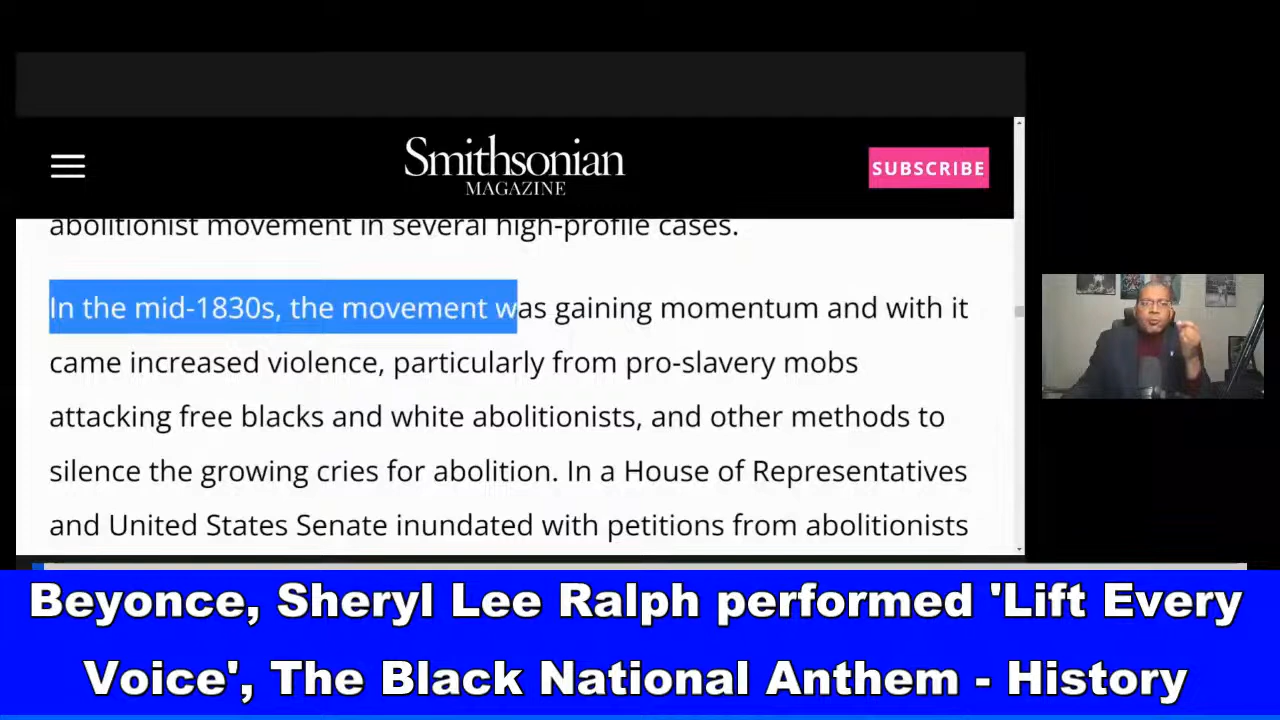 Smithsonian
MAGAZINE
SUBSCRIBE
abolitionist movement in several high-profile cases.
In the mid-1830s, the movement was gaining momentum and with it
came increased violence, particularly from pro-slavery mobs
attacking free blacks and white abolitionists, and other methods to
silence the growing cries for abolition. In a House of Representatives
and United States Senate inundated with petitions from abolitionists
Beyonce, Sheryl Lee Ralph performed 'Lift Every
Voice', The Black National Anthem - History